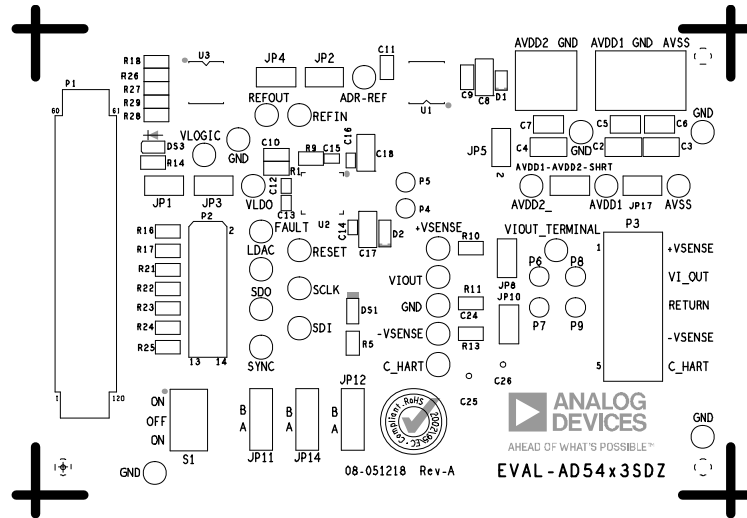 AVDD2 GND
AVDD1 GND AVSS
R18
U3
JP4
JP2
C11
R26
P1
R27
C9
C8
D1
R29
R28
60
61
REFOUT
ADR-REF
U1
REFIN
GND
C7
C5
C6
DS3
VLOGIC
GND
C10
C16
R9
C15
C18
JP5
C4
GND
C2
C3
R14
R1
2
AVDD1-AVDD2-SHRT
C12
P5
JP1
JP3
VLDO
AVDD2_
AVDD1
JP17
AVSS
C13
P4
R16
P2
2
FAULT
U2
C14
+VSENSE
VIOUT_TERMINAL
P3
LDAC
C17
D2
R10
1
+VSENSE
R17
RESET
P6
P8
R21
SDO
VIOUT
JP8
VI_OUT
R22
SCLK
R11
JP10
R23
DS1
GND
C24
P7
P9
RETURN
R24
SDI
-VSENSE
R13
-VSENSE
R25
R5
13
14
SYNC
C_HART
C26
5
C_HART
JP12
C25
1
120
ON
OFF
ON
B
A
B
A
B
A
Compliant-RoHS
2002/95/EC
ANALOG
DEVICES
AHEAD OF WHAT'S POSSIBLE™
GND
S1
JP11
JP14
GND
08-051218 Rev-A
EVAL-AD54x3SDZ